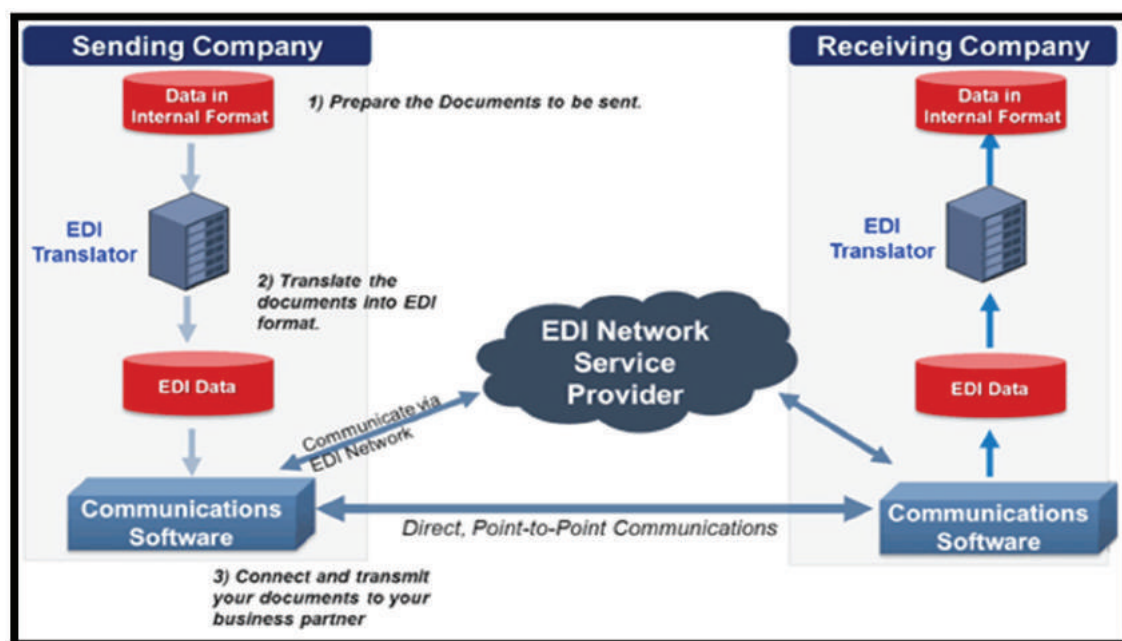 Sending Company
Data in
Internal Format
1) Prepare the Documents to be sent.
EDI
Translator
2) Translate the
documents into EDI
format.
EDI Data
Communicate via
EDI Network
Communications
Software
3) Connect and transmit
your documents to your
business partner
EDI Network
Service
Provider
Direct, Point-to-Point Communications
Receiving Company
Data in
Internal Format
EDI
Translator
EDI Data
Communications
Software